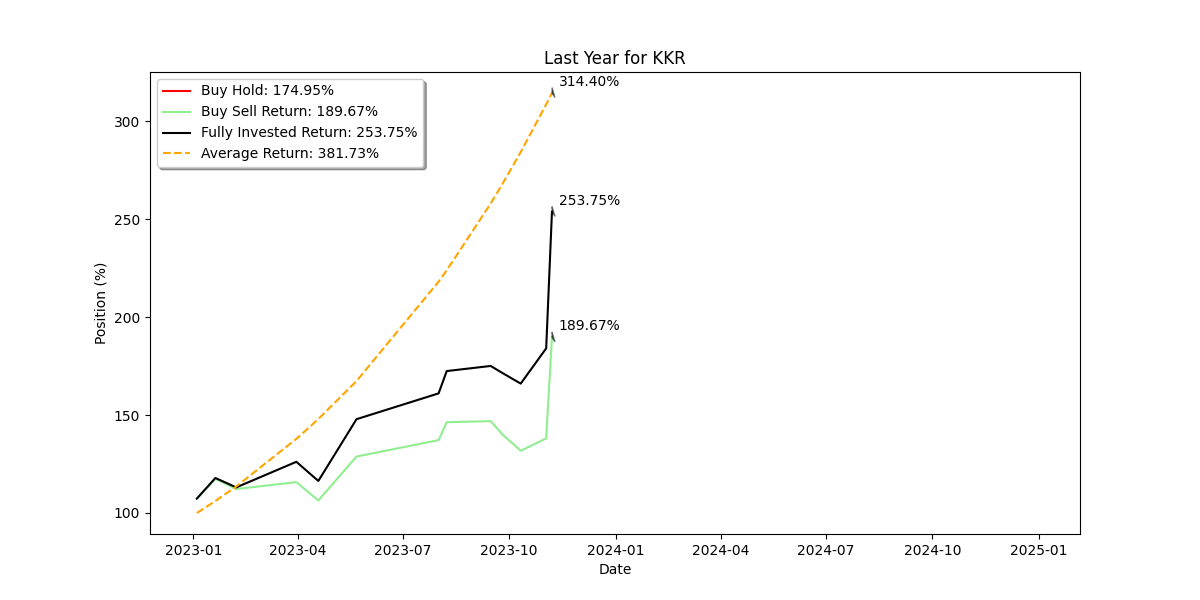 Last Year for KKR
Buy Hold: 174.95%
Buy Sell Return: 189.67%
Fully Invested Return: 253.75%
Average Return: 381.73%
314.40%
253.75%
189.67%
300
250
200
150
100
Position (%)
2023-01 2023-04 2023-07 2023-10 2024-01 2024-04 2024-07 2024-10 2025-01
Date